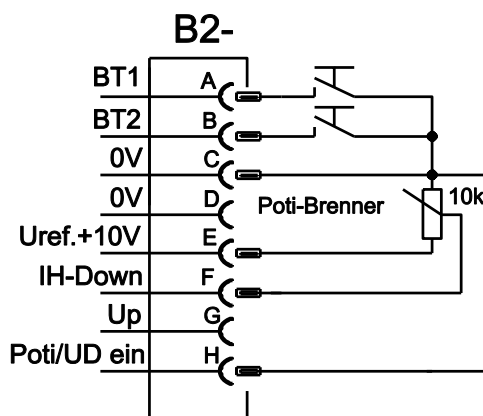 B2-
BT1 A
BT2 B
0V C
0V D Poti-Brenner 10k
Uref.+10V E
IH-Down F
Up G
Poti/UD ein H